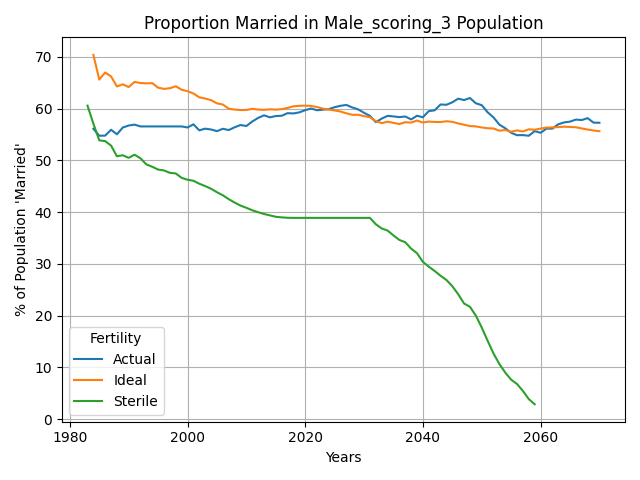 Proportion Married in Male_scoring_3 Population
% of Population 'Married'
70
60
50
40
30
20
10
0
Fertility
Actual
Ideal
Sterile
1980 2000 2020 2040 2060
Years